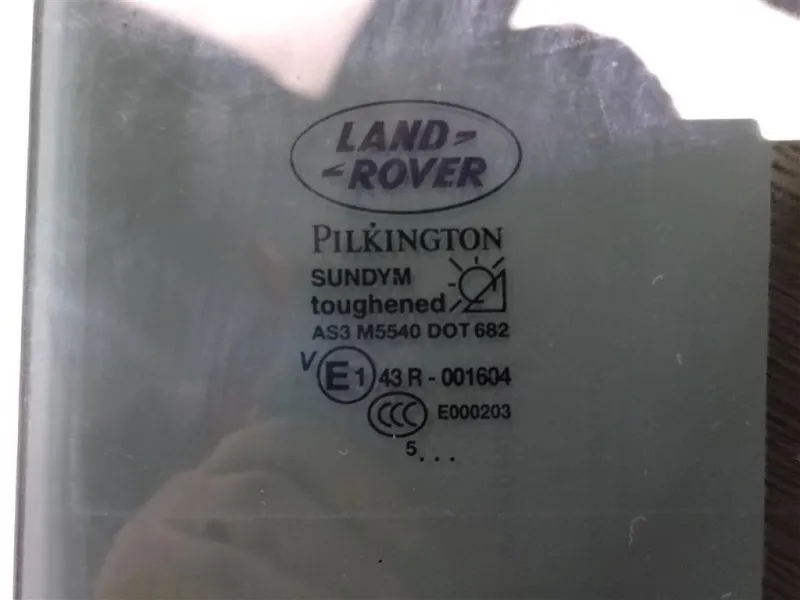 LAND
ROVER
PILKINGTON
SUNDYM
toughened
AS3 M5540 DOT 682
V E1 43 R - 001604
CCC E000203
5...